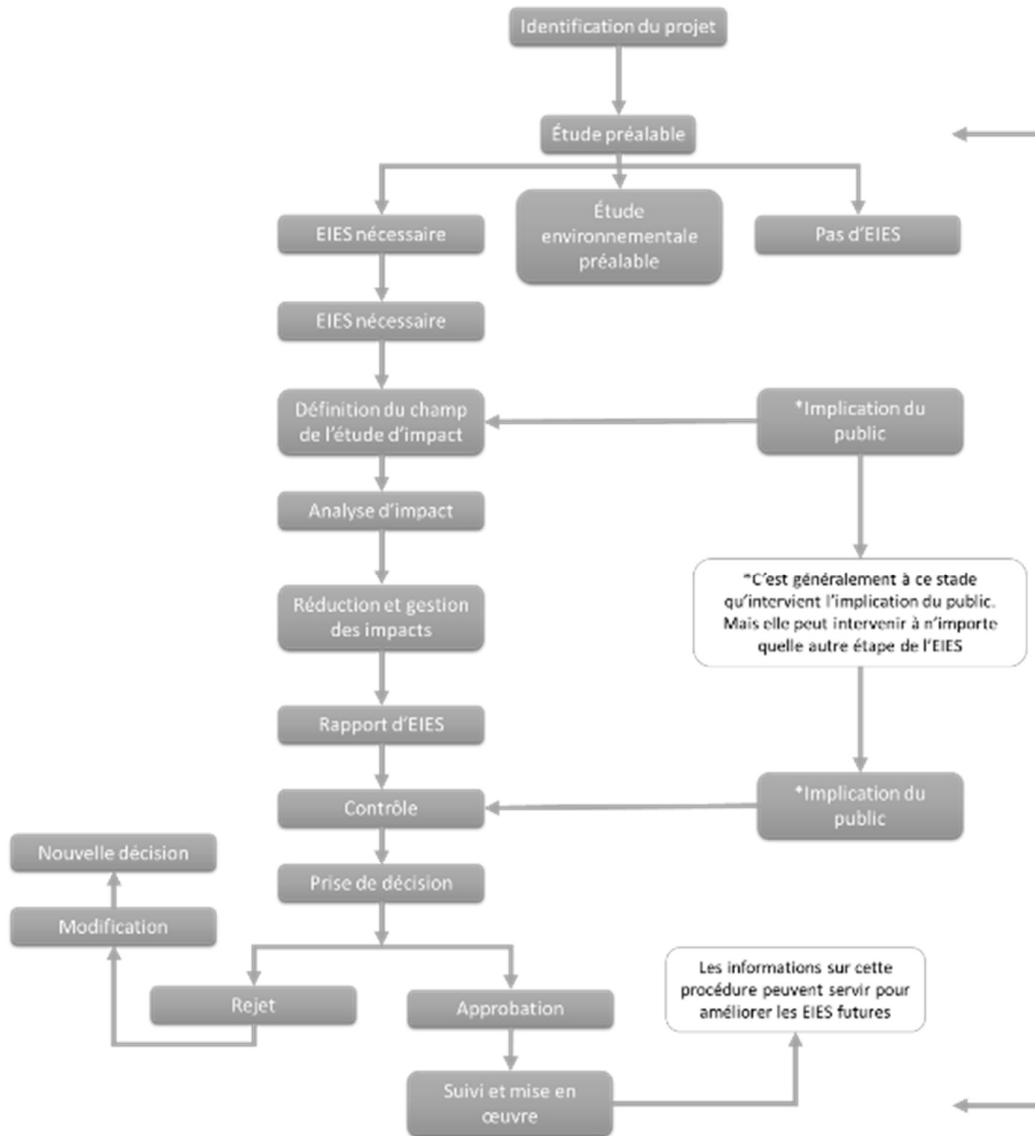 Identification du projet
Étude préalable
EIES nécessaire
Étude
environnementale
préalable
Pas d'EIES
EIES nécessaire
Définition du champ
de l'étude d'impact
*Implication du
public
Analyse d'impact
*C'est généralement à ce stade
qu'intervient l'implication du public.
Mais elle peut intervenir à n'importe
quelle autre étape de l'EIES
Réduction et gestion
des impacts
Rapport d'EIES
Contrôle
*Implication du
public
Nouvelle décision
Prise de décision
Modification
Rejet
Approbation
Les informations sur cette
procédure peuvent servir pour
améliorer les EIES futures
Suivi et mise en
œuvre